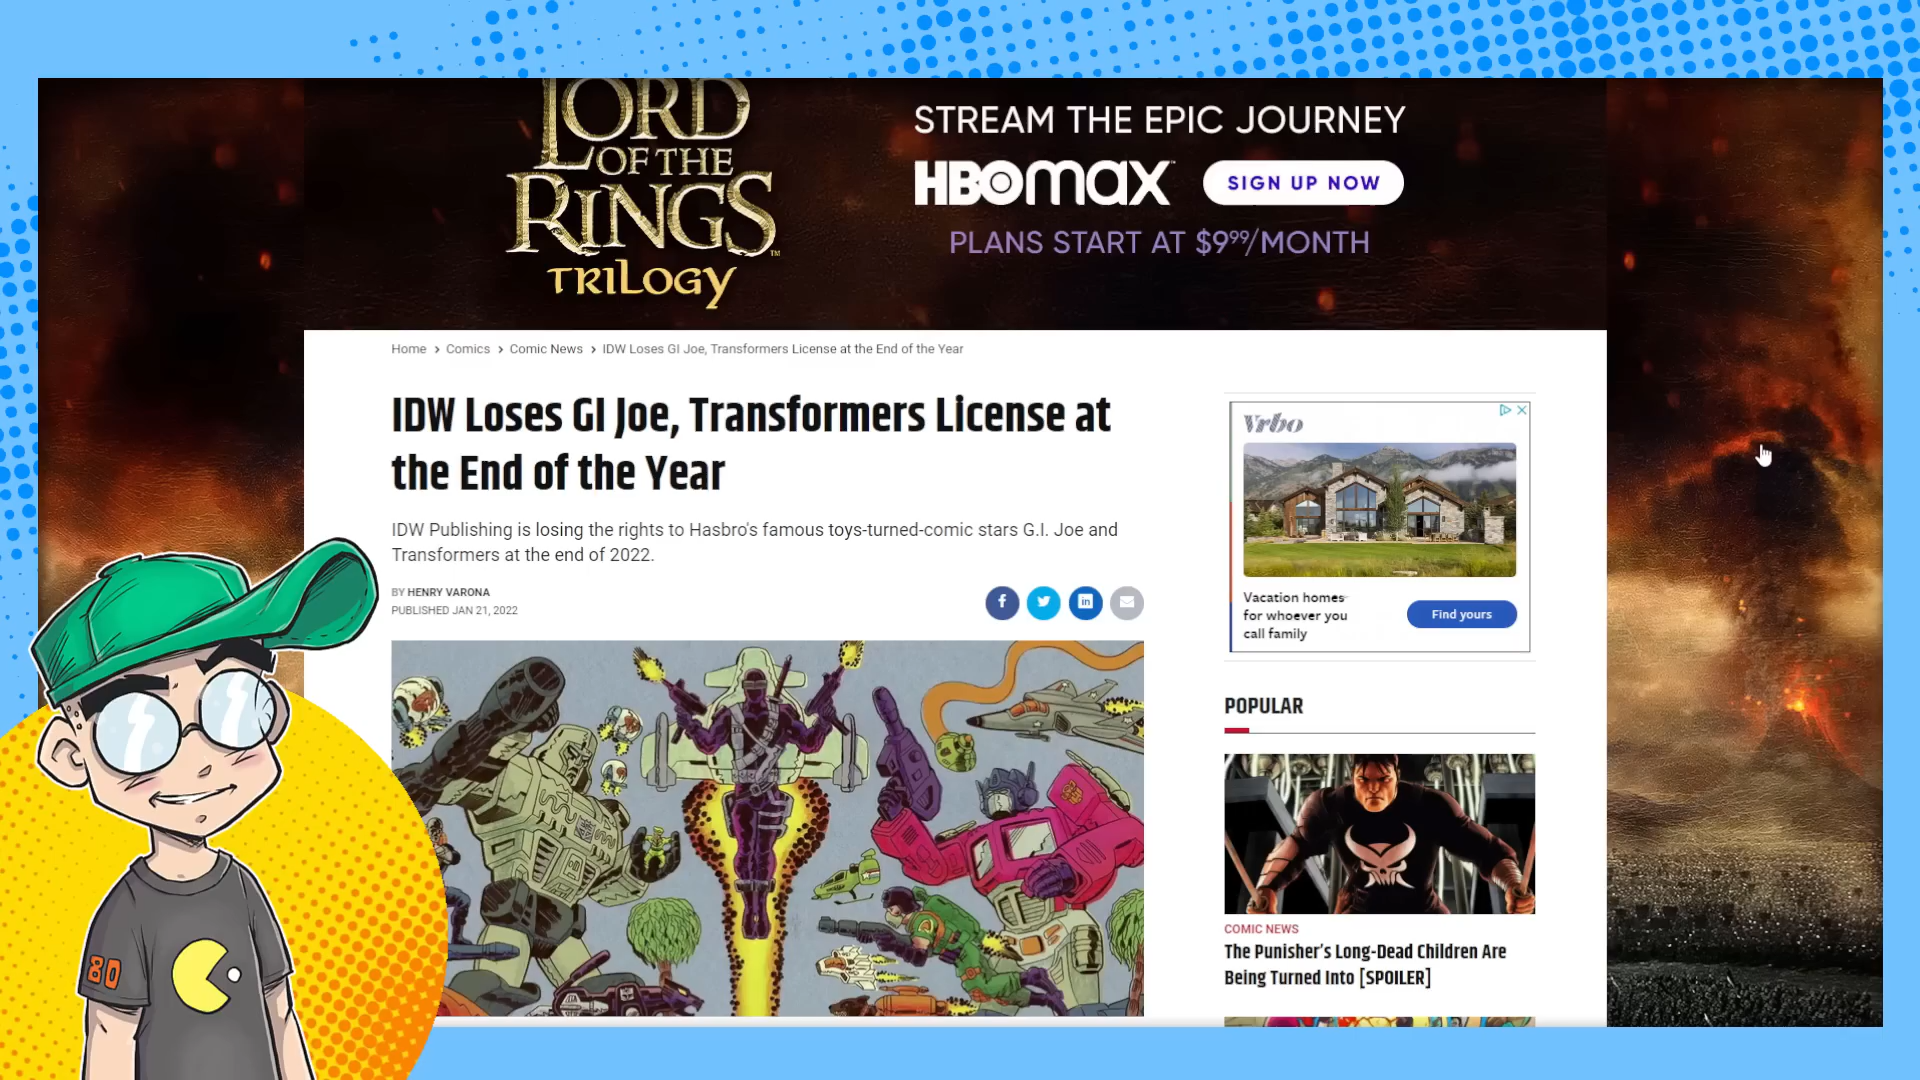 LORD
OF THE
RINGS
TRILOGY
STREAM THE EPIC JOURNEY
HBOMAX
SIGN UP NOW
PLANS START AT $9.99/MONTH
Home > Comics > Comic News > IDW Loses GI Joe, Transformers License at the End of the Year
IDW Loses GI Joe, Transformers License at
the End of the Year
IDW Publishing is losing the rights to Hasbro's famous toys-turned-comic stars G.I. Joe and
Transformers at the end of 2022.
BY HENRY VARONA
PUBLISHED JAN 21, 2022
Vrbo
Vacation homes
for whoever you
call family
Find yours
POPULAR
COMIC NEWS
The Punisher's Long-Dead Children Are
Being Turned Into [SPOILER]
80